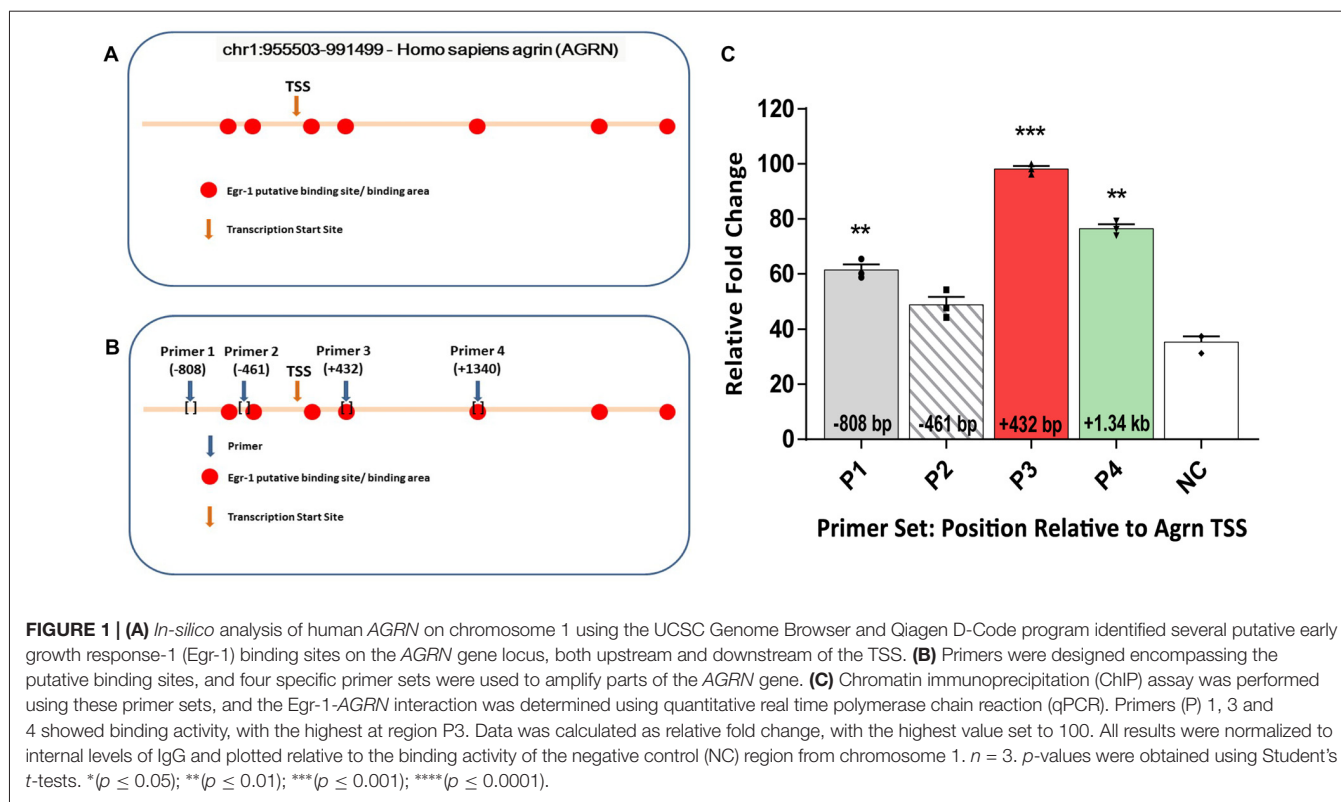 A
chr1:955503-991499 - Homo sapiens agrin (AGRN)
TSS
Egr-1 putative binding site/ binding area
Transcription Start Site
B
Primer 1
(-808)
Primer 2
(-461)
TSS
Primer 3
(+432)
Primer 4
(+1340)
[ ]
[ ]
[ ]
[ ]
Primer
Egr-1 putative binding site/ binding area
Transcription Start Site
C
Relative Fold Change
120
100
80
60
40
20
0
**
***
**
-808 bp
-461 bp
+432 bp
+1.34 kb
P1
P2
P3
P4
NC
Primer Set: Position Relative to Agrn TSS
FIGURE 1 | (A) In-silico analysis of human AGRN on chromosome 1 using the UCSC Genome Browser and Qiagen D-Code program identified several putative early
growth response-1 (Egr-1) binding sites on the AGRN gene locus, both upstream and downstream of the TSS. (B) Primers were designed encompassing the
putative binding sites, and four specific primer sets were used to amplify parts of the AGRN gene. (C) Chromatin immunoprecipitation (ChIP) assay was performed
using these primer sets, and the Egr-1-AGRN interaction was determined using quantitative real time polymerase chain reaction (qPCR). Primers (P) 1, 3 and
4 showed binding activity, with the highest at region P3. Data was calculated as relative fold change, with the highest value set to 100. All results were normalized to
internal levels of IgG and plotted relative to the binding activity of the negative control (NC) region from chromosome 1. n = 3. p-values were obtained using Student's
t-tests. *(p ≤ 0.05); **(p ≤ 0.01); ***(p ≤ 0.001); ****(p ≤ 0.0001).